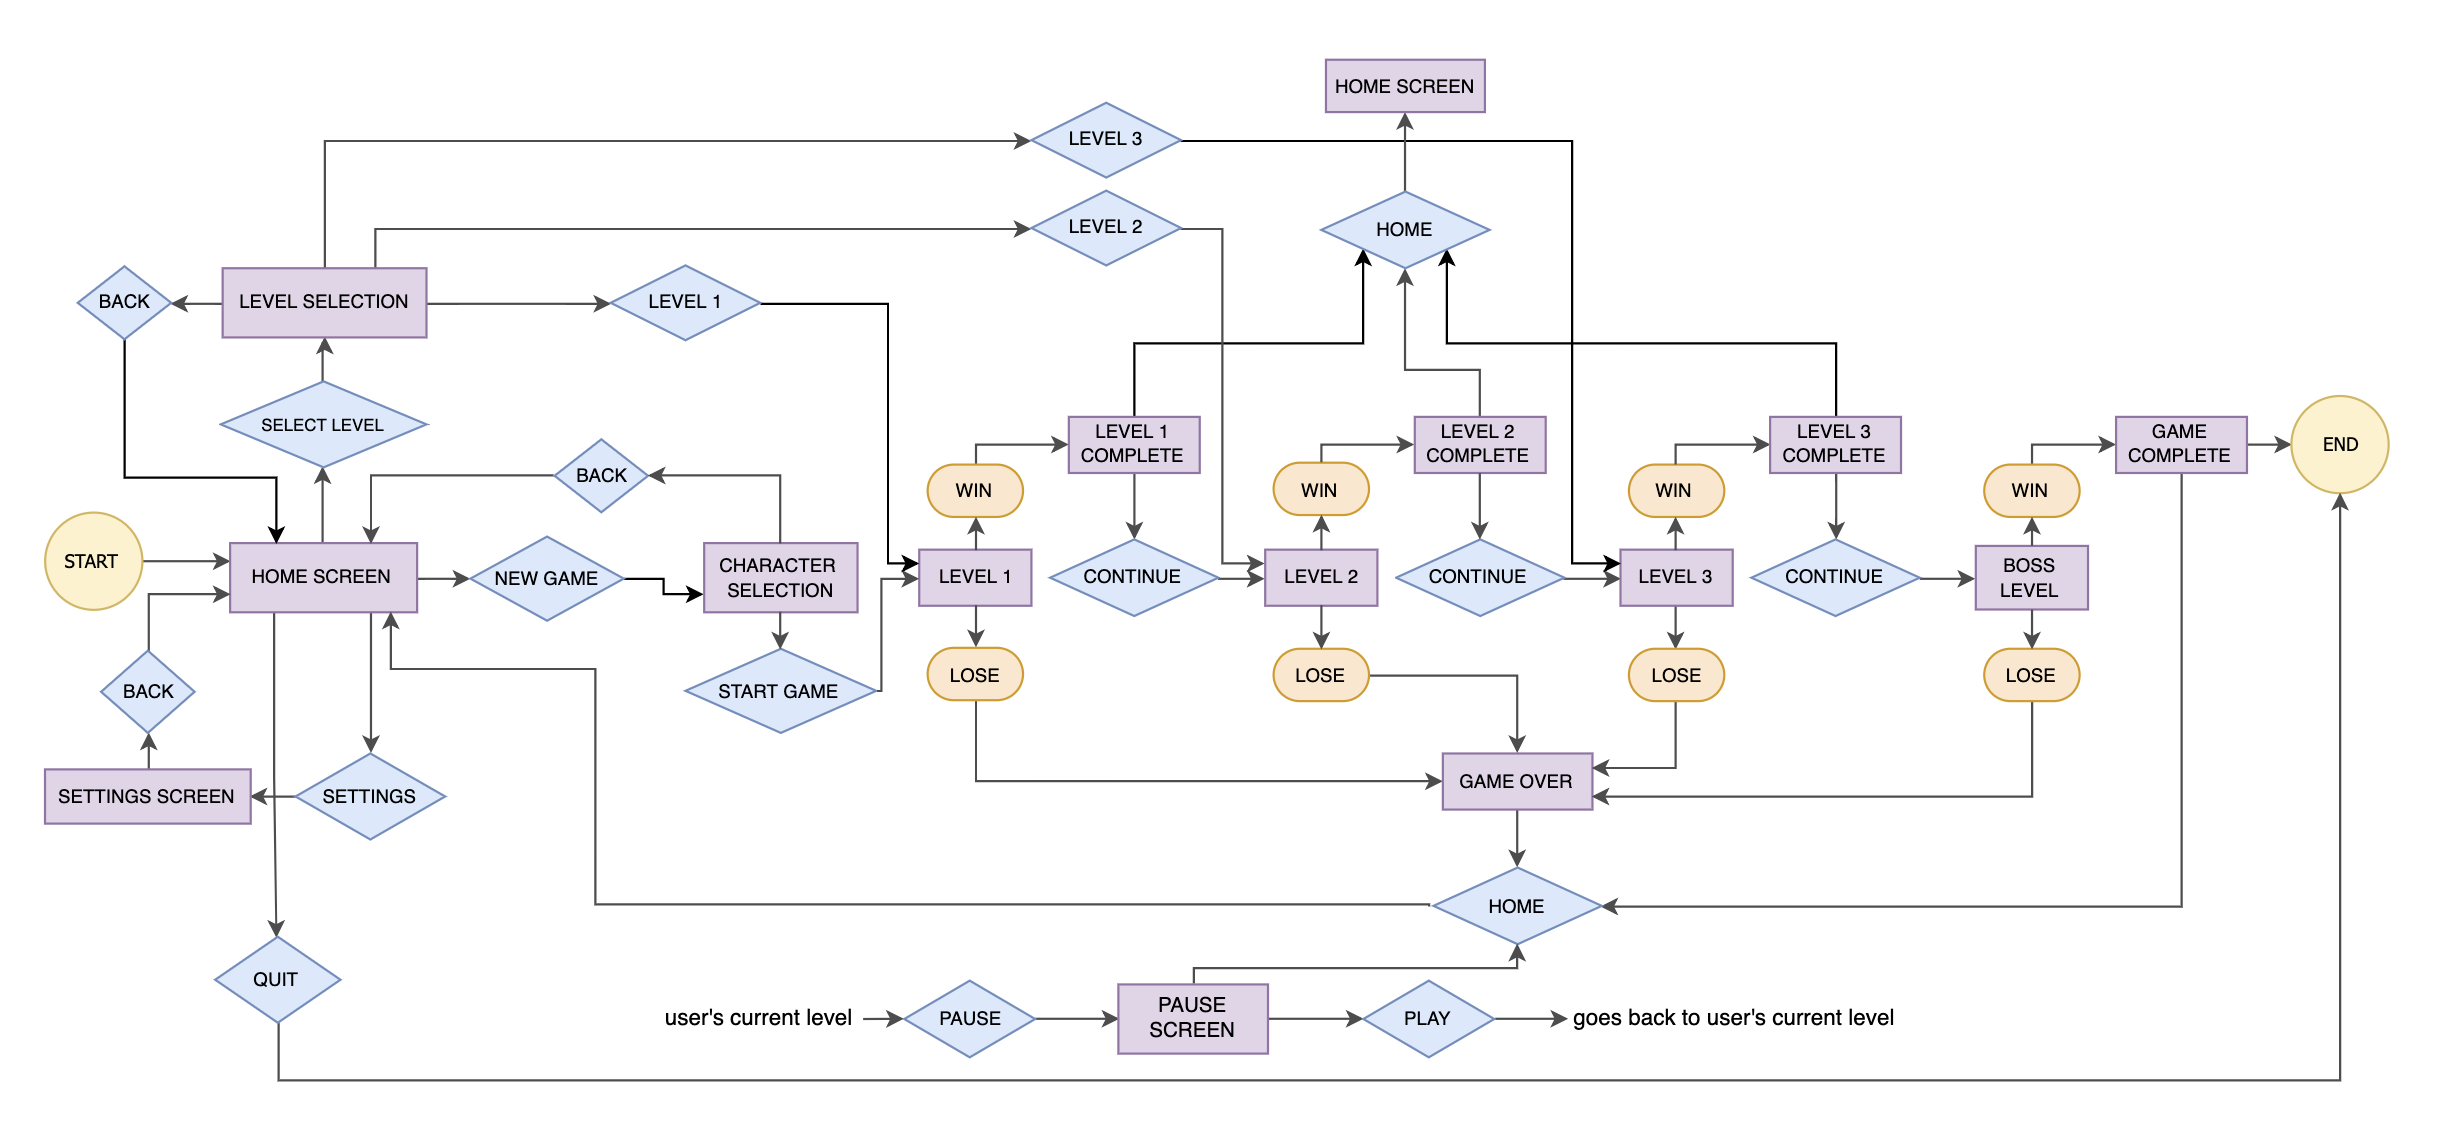 HOME SCREEN
LEVEL 3
LEVEL 2
HOME
BACK
LEVEL SELECTION
LEVEL 1
SELECT LEVEL
BACK
WIN
LEVEL 1
COMPLETE
WIN
LEVEL 2
COMPLETE
WIN
LEVEL 3
COMPLETE
WIN
GAME
COMPLETE
END
START
HOME SCREEN
NEW GAME
CHARACTER
SELECTION
LEVEL 1
CONTINUE
LEVEL 2
CONTINUE
LEVEL 3
CONTINUE
BOSS
LEVEL
BACK
START GAME
LOSE
LOSE
LOSE
LOSE
SETTINGS SCREEN
SETTINGS
GAME OVER
HOME
QUIT
user's current level
PAUSE
PAUSE
SCREEN
PLAY
goes back to user's current level